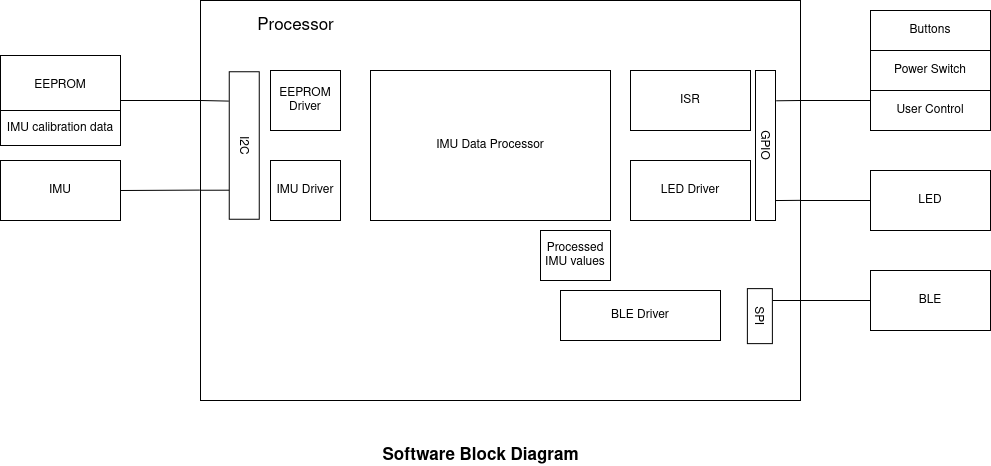 Processor
EEPROM
IMU calibration data
IMU
I2C
EEPROM
Driver
IMU Driver
IMU Data Processor
ISR
LED Driver
GPIO
Processed
IMU values
BLE Driver
SPI
Buttons
Power Switch
User Control
LED
BLE
Software Block Diagram